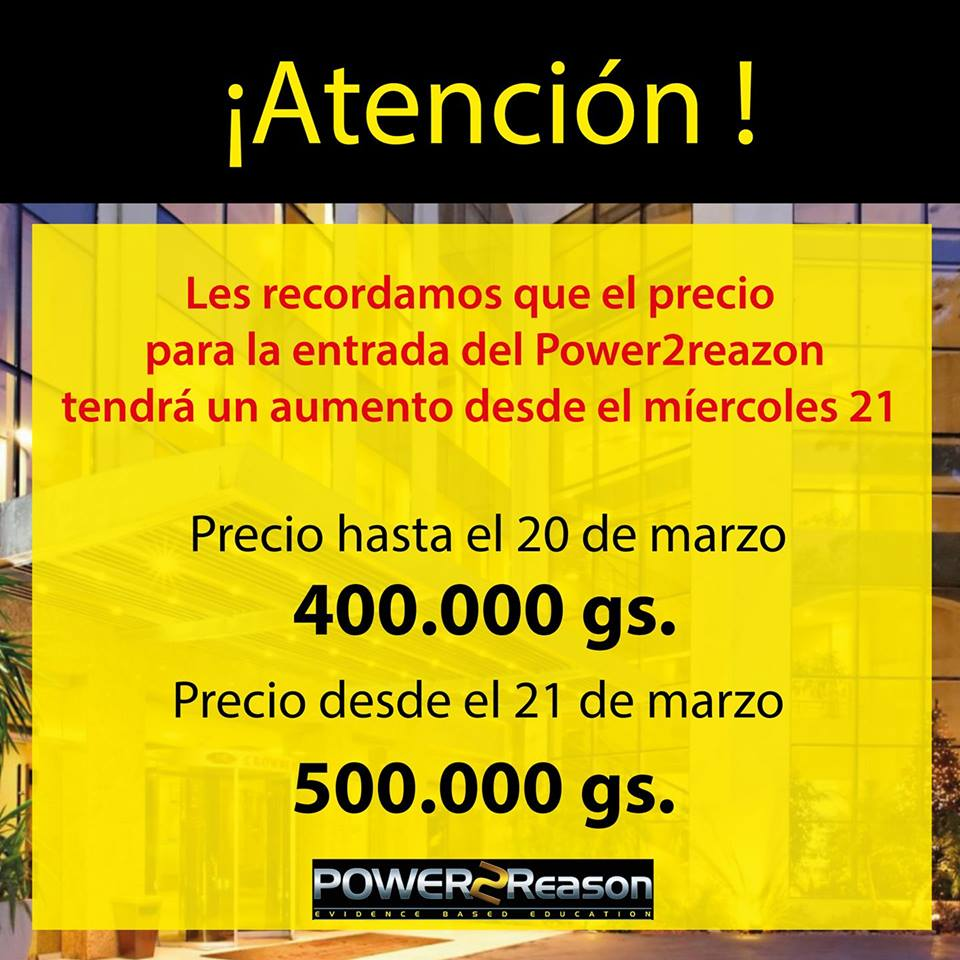 ¡Atención !
Les recordamos que el precio
para la entrada del Power2reazon
tendrá un aumento desde el míercoles 21
Precio hasta el 20 de marzo
400.000 gs.
Precio desde el 21 de marzo
500.000 gs.
POWER2Reason
EVIDENCE BASED EDUCATION